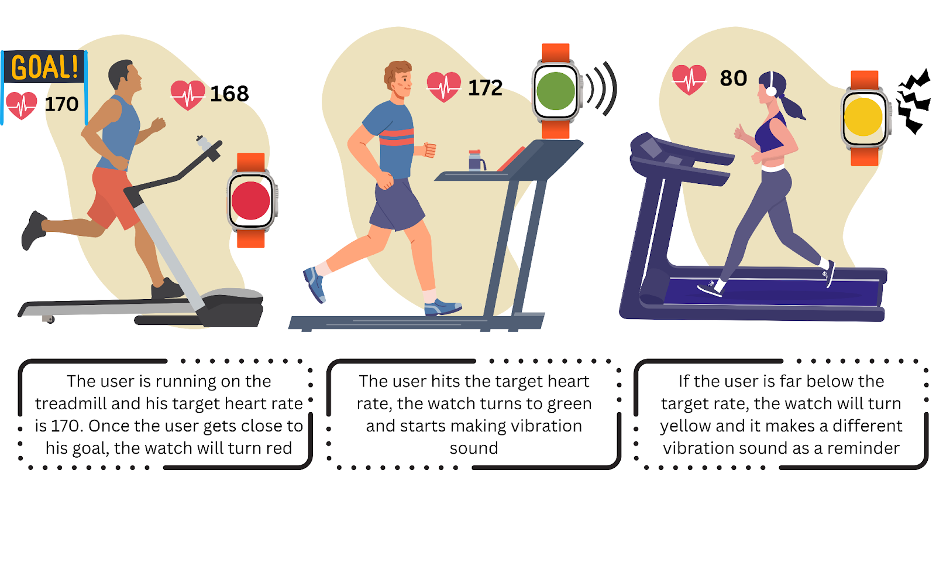 GOAL!
170
168
172
80
The user is running on the
treadmill and his target heart rate
is 170. Once the user gets close to
his goal, the watch will turn red
The user hits the target heart
rate, the watch turns to green
and starts making vibration
sound
If the user is far below the
target rate, the watch will turn
yellow and it makes a different
vibration sound as a reminder